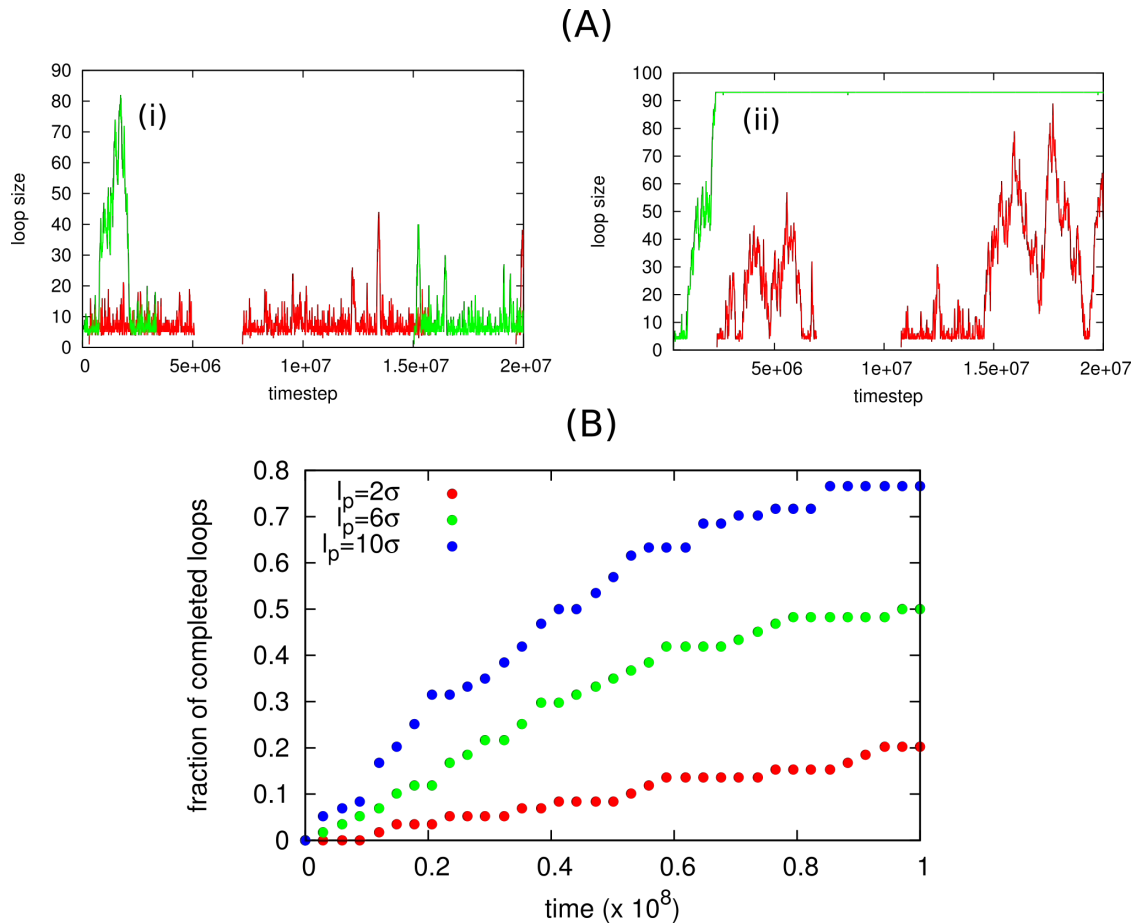 (A)
90
80
70
60
50
40
30
20
10
0
loop size
(i)
0
5e+06
1e+07
1.5e+07
2e+07
timestep
100
90
80
70
60
50
40
30
20
10
0
loop size
(ii)
5e+06
1e+07
1.5e+07
2e+07
timestep
(B)
0.8
0.7
0.6
0.5
0.4
0.3
0.2
0.1
0
fraction of completed loops
lp=2σ
lp=6σ
lp=10σ
0
0.2
0.4
0.6
0.8
1
time (x 10⁸)